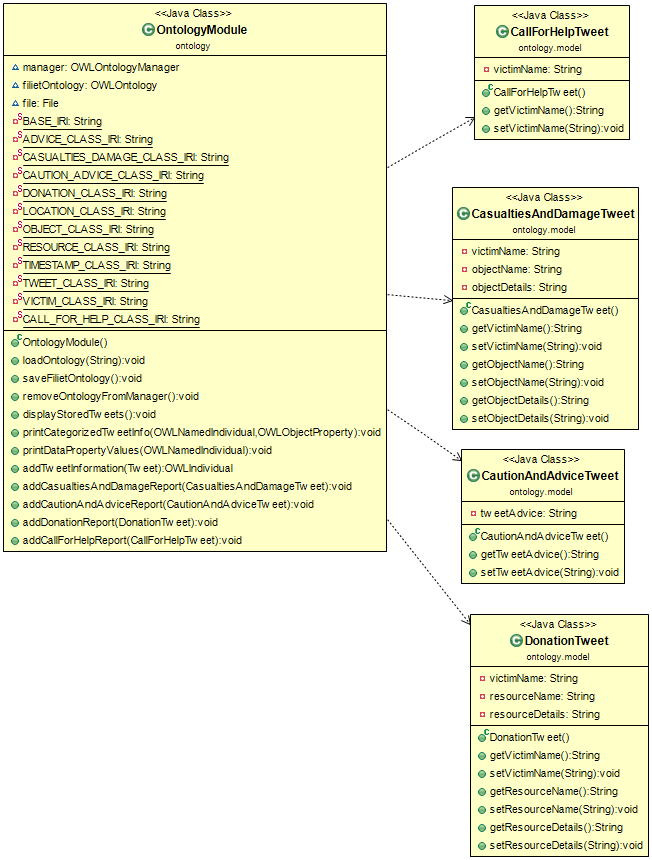 <<Java Class>>
OntologyModule
ontology
manager: OWLOntologyManager
filietOntology: OWLOntology
file: File
BASE_IRI: String
ADVICE_CLASS_IRI: String
CASUALTIES_DAMAGE_CLASS_IRI: String
CAUTION_ADVICE_CLASS_IRI: String
DONATION_CLASS_IRI: String
LOCATION_CLASS_IRI: String
OBJECT_CLASS_IRI: String
RESOURCE_CLASS_IRI: String
TIMESTAMP_CLASS_IRI: String
TWEET_CLASS_IRI: String
VICTIM_CLASS_IRI: String
CALL_FOR_HELP_CLASS_IRI: String
OntologyModule()
loadOntology(String):void
saveFilietOntology():void
removeOntologyFromManager():void
displayStoredTweets():void
printCategorizedTweetInfo(OWLNamedIndividual,OWLObjectProperty):void
printDataPropertyValues(OWLNamedIndividual):void
addTweetInformation(Tweet):OWLIndividual
addCasualtiesAndDamageReport(CasualtiesAndDamageTweet):void
addCautionAndAdviceReport(CautionAndAdviceTweet):void
addDonationReport(DonationTweet):void
addCallForHelpReport(CallForHelpTweet):void
<<Java Class>>
CallForHelpTweet
ontology.model
victimName: String
CallForHelpTweet()
getVictimName():String
setVictimName(String):void
<<Java Class>>
CasualtiesAndDamageTweet
ontology.model
victimName: String
objectName: String
objectDetails: String
CasualtiesAndDamageTweet()
getVictimName():String
setVictimName(String):void
getObjectName():String
setObjectName(String):void
getObjectDetails():String
setObjectDetails(String):void
<<Java Class>>
CautionAndAdviceTweet
ontology.model
tweetAdvice: String
CautionAndAdviceTweet()
getTweetAdvice():String
setTweetAdvice(String):void
<<Java Class>>
DonationTweet
ontology.model
victimName: String
resourceName: String
resourceDetails: String
DonationTweet()
getVictimName():String
setVictimName(String):void
getResourceName():String
setResourceName(String):void
getResourceDetails():String
setResourceDetails(String):void